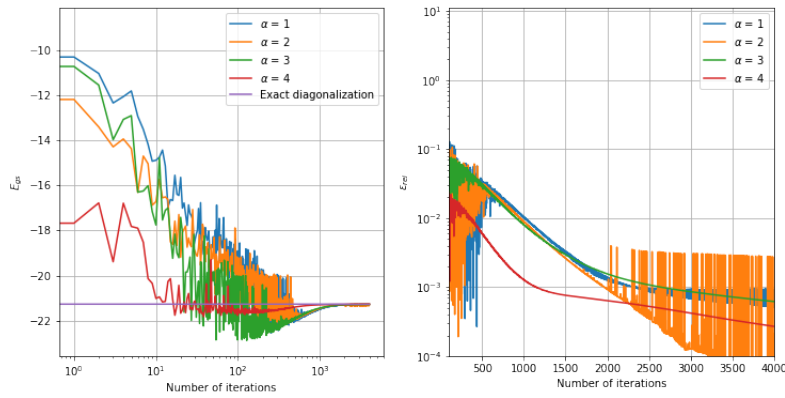 −10
−12
−14
−16
−18
−20
−22
E_gs
10^0
10^1
10^2
10^3
Number of iterations
α = 1
α = 2
α = 3
α = 4
Exact diagonalization
10^1
10^0
10^−1
10^−2
10^−3
10^−4
ε_rel
500
1000
1500
2000
2500
3000
3500
4000
Number of iterations
α = 1
α = 2
α = 3
α = 4